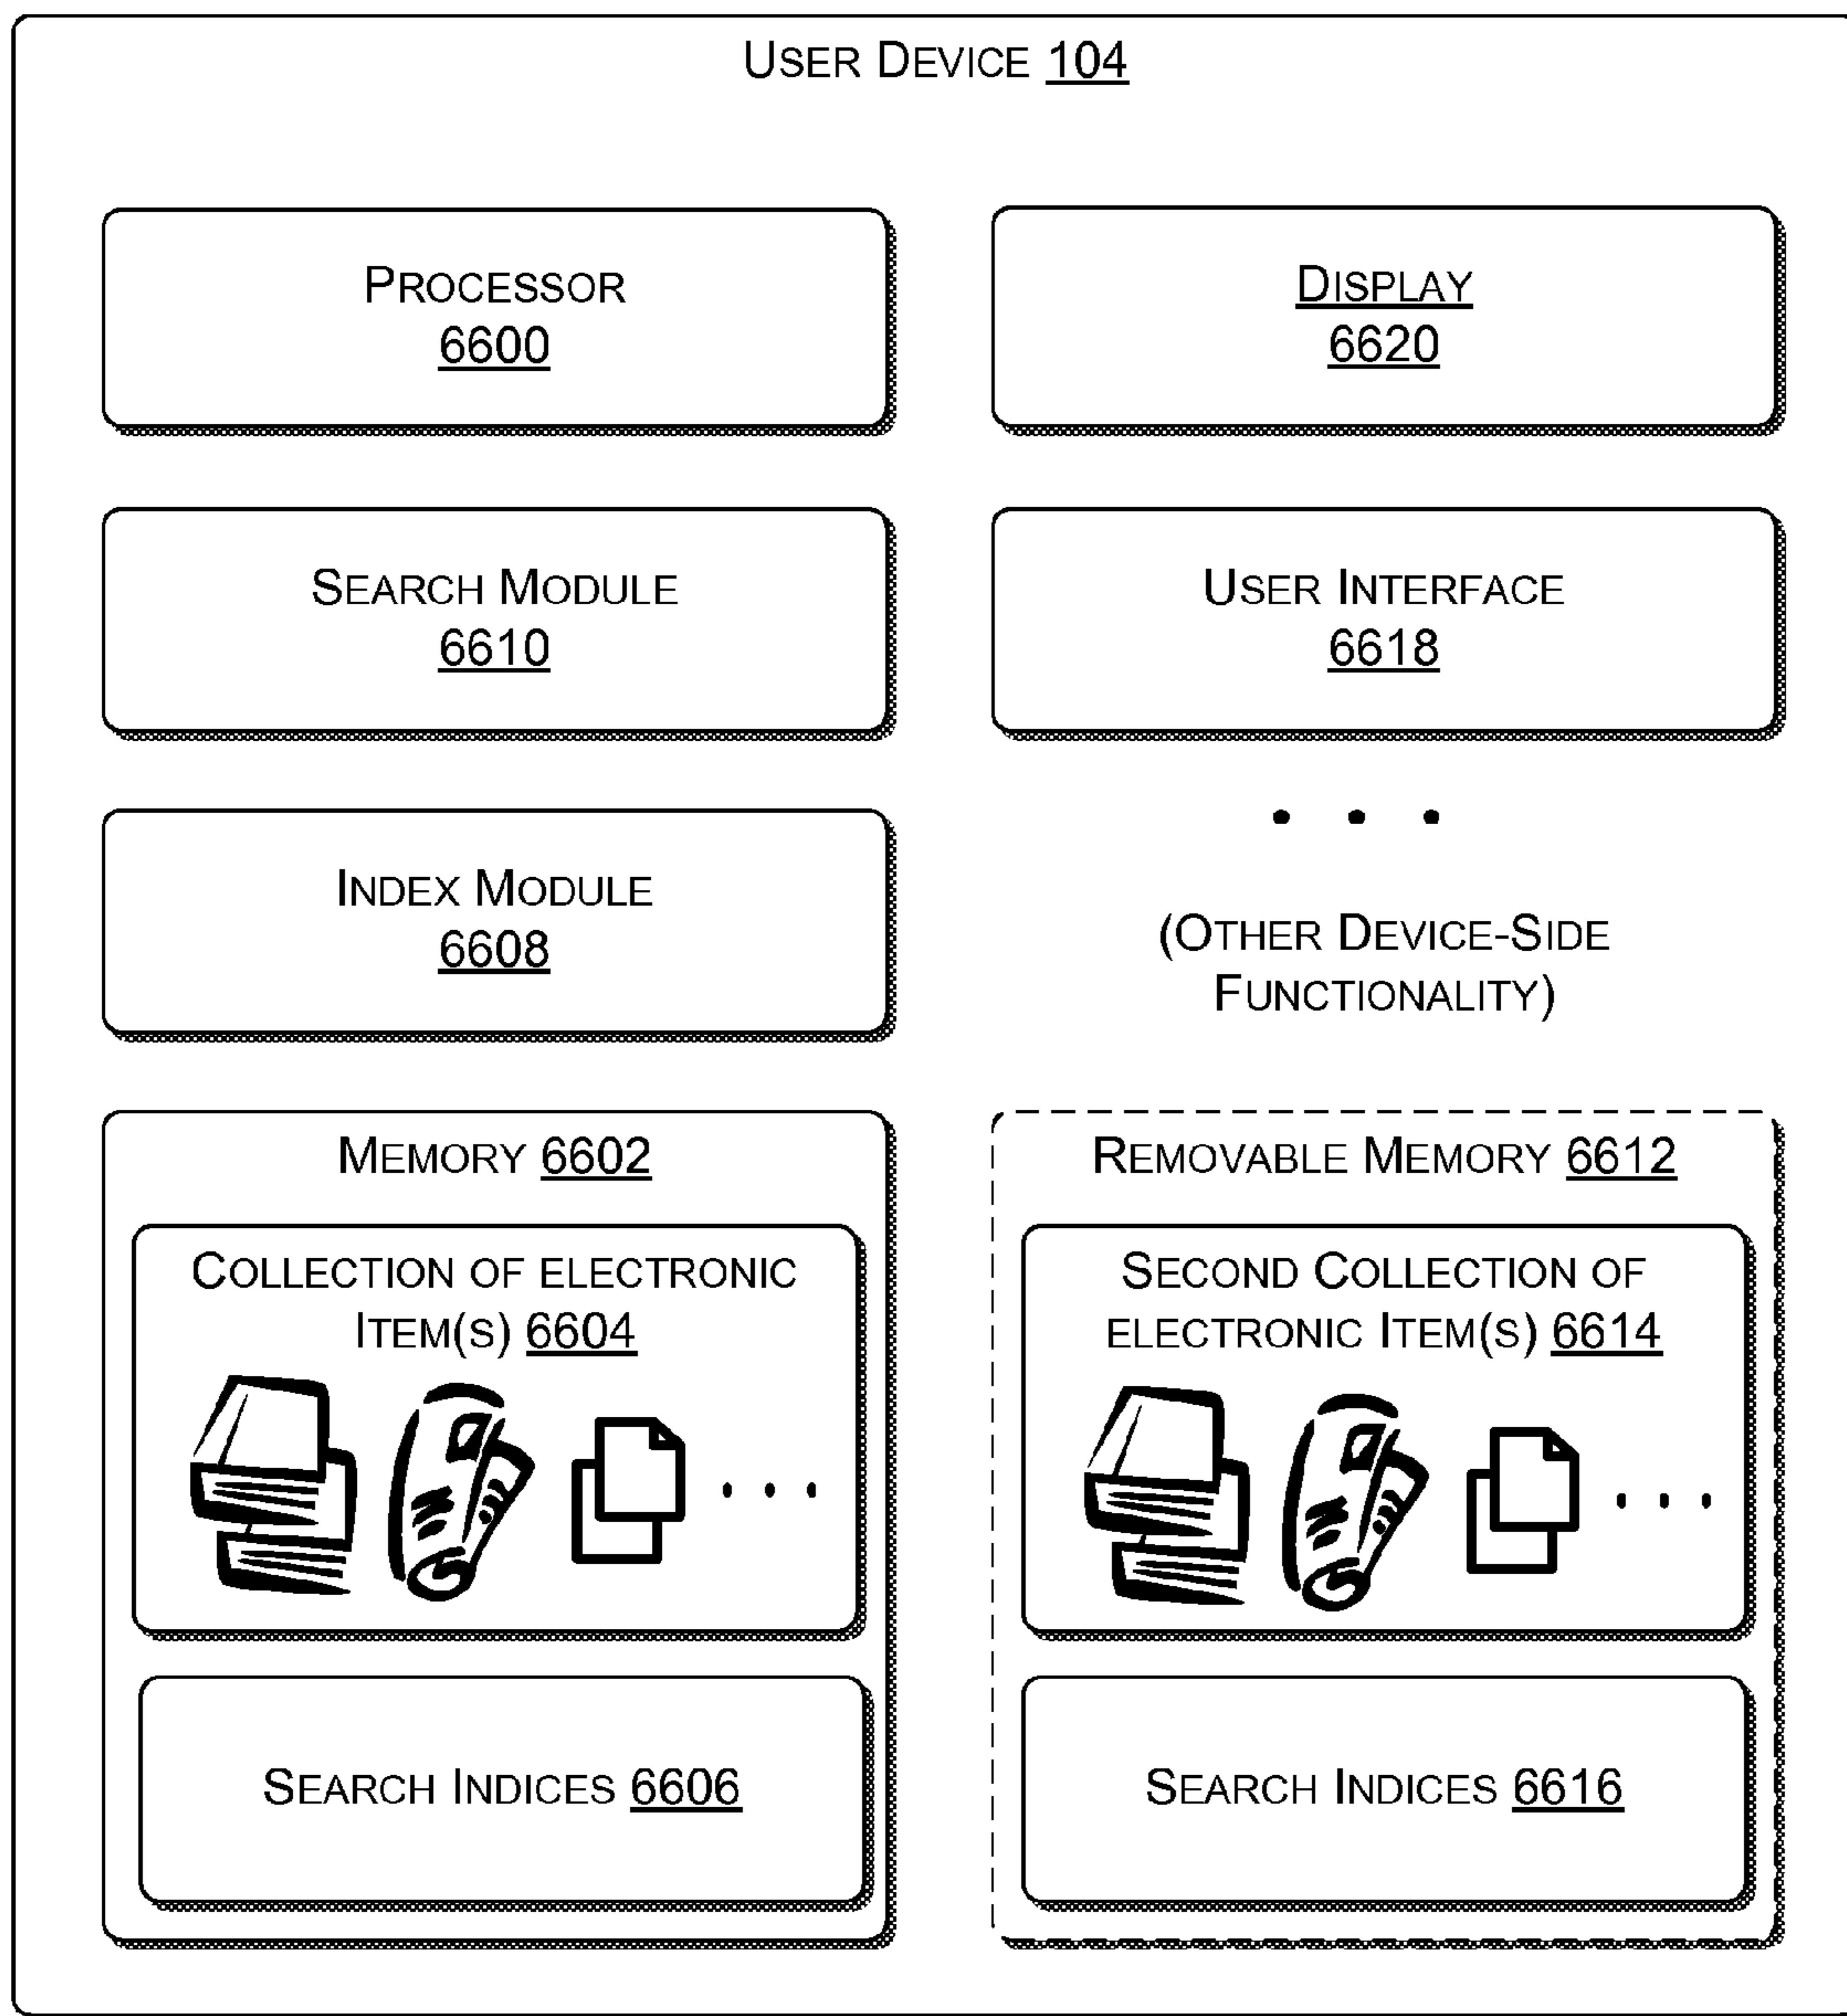 USER DEVICE 104
PROCESSOR
6600
DISPLAY
6620
SEARCH MODULE
6610
USER INTERFACE
6618
INDEX MODULE
6608
• • •
(OTHER DEVICE-SIDE
FUNCTIONALITY)
MEMORY 6602
COLLECTION OF ELECTRONIC
ITEM(S) 6604
...
SEARCH INDICES 6606
REMOVABLE MEMORY 6612
SECOND COLLECTION OF
ELECTRONIC ITEM(S) 6614
...
SEARCH INDICES 6616